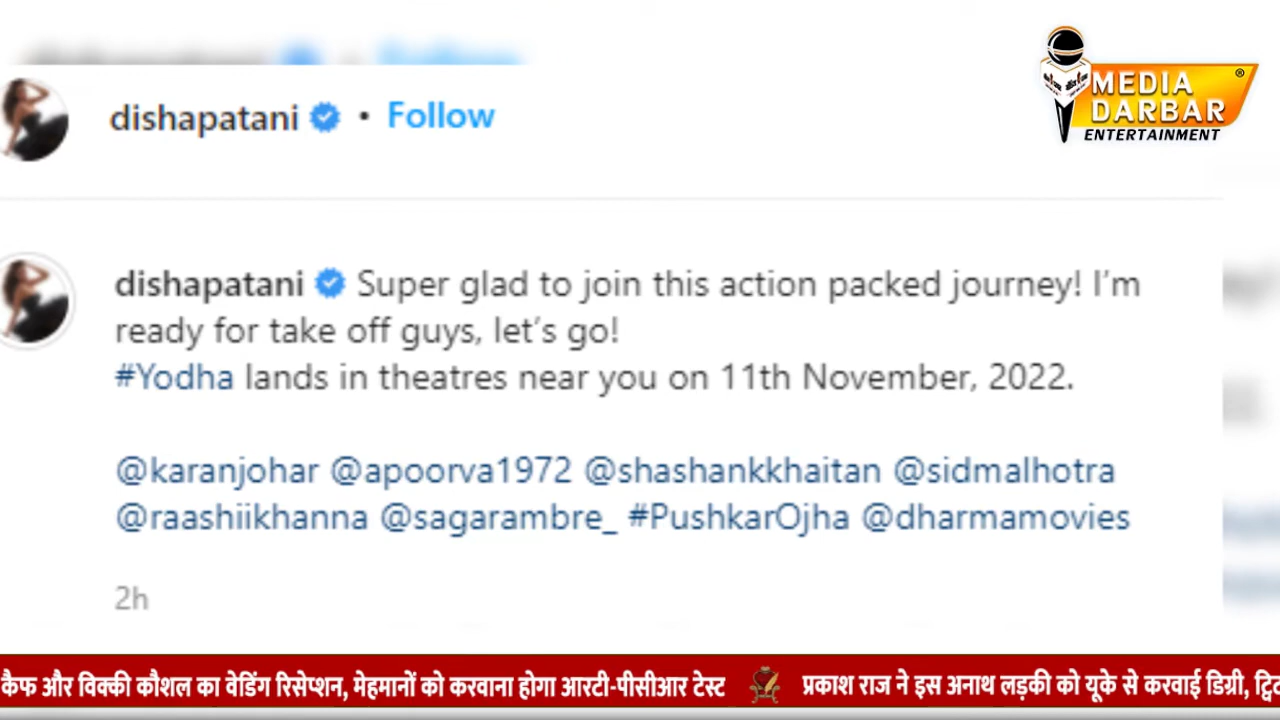 dishapatani • Follow
MEDIA
DARBAR
ENTERTAINMENT
dishapatani Super glad to join this action packed journey! I’m
ready for take off guys, let’s go!
#Yodha lands in theatres near you on 11th November, 2022.
@karanjohar @apoorva1972 @shashankkhaitan @sidmalhotra
@raashiikhanna @sagarambre_ #PushkarOjha @dharmamovies
2h
कैफ और विक्की कौशल का वेडिंग रिसेप्शन, मेहमानों को करवाना होगा आरटी-पीसीआर टेस्ट प्रकाश राज ने इस अनाथ लड़की को यूके से करवाई डिग्री,